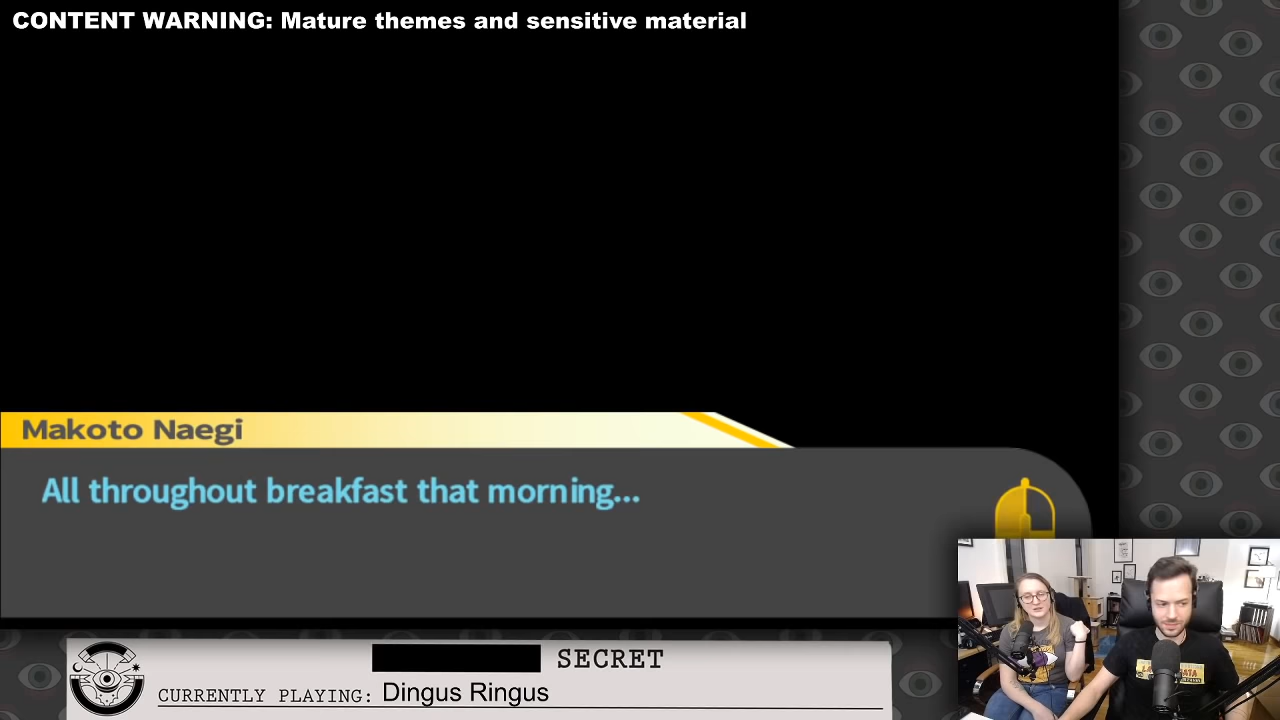 CONTENT WARNING: Mature themes and sensitive material
Makoto Naegi
All throughout breakfast that morning...
SECRET
CURRENTLY PLAYING: Dingus Ringus